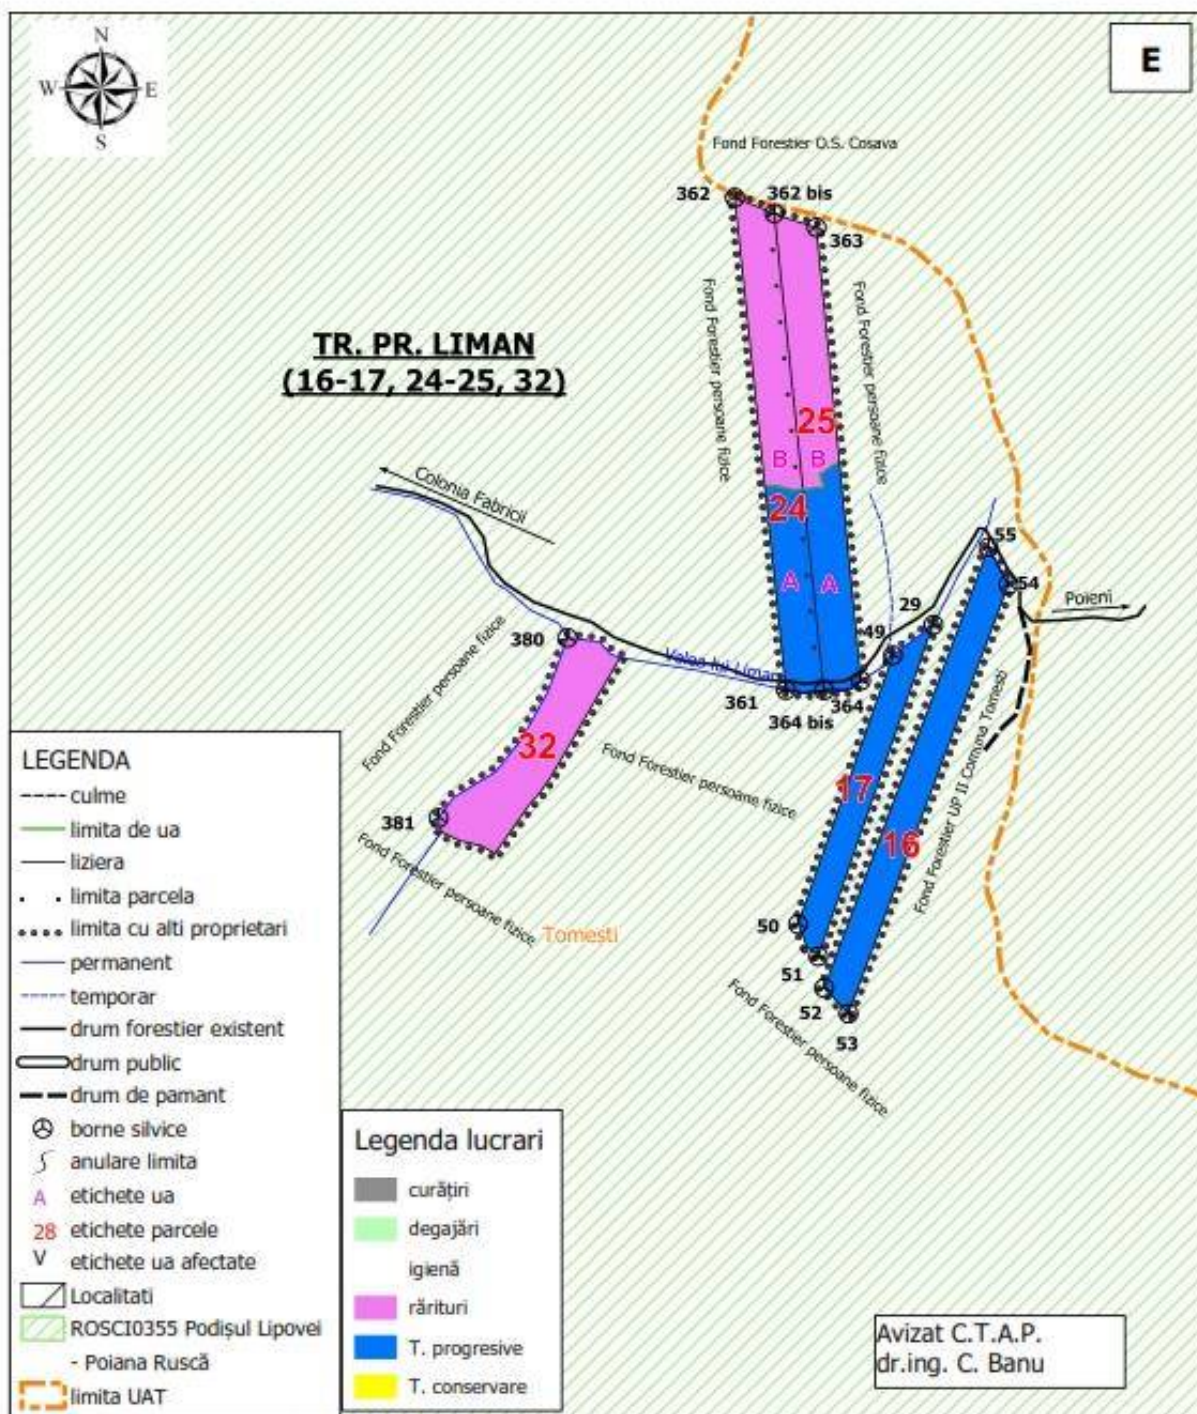 N
W
E
S
E
Fond Forestier O.S. Cosava
362
362 bis
363
Fond Forestier persoane fizice
Fond Forestier persoane fizice
TR. PR. LIMAN
(16-17, 24-25, 32)
25
B
B
24
Colonia Fabricii
A
A
55
54
Poieni
29
49
380
Fond Forestier persoane fizice
Valea lui Liman
361
364
364 bis
32
Fond Forestier persoane fizice
17
16
Fond Forestier UP II Comuna Tomesti
381
Fond Forestier persoane fizice
Tomesti
50
51
52
53
Fond Forestier persoane fizice
LEGENDA
culme
limita de ua
liziera
limita parcela
limita cu alti proprietari
permanent
temporar
drum forestier existent
drum public
drum de pamant
borne silvice
anulare limita
A etichete ua
28 etichete parcele
V etichete ua afectate
Localitati
ROSCI0355 Podișul Lipovei
- Poiana Ruscă
limita UAT
Legenda lucrari
curățiri
degajări
igienă
rărituri
T. progresive
T. conservare
Avizat C.T.A.P.
dr.ing. C. Banu